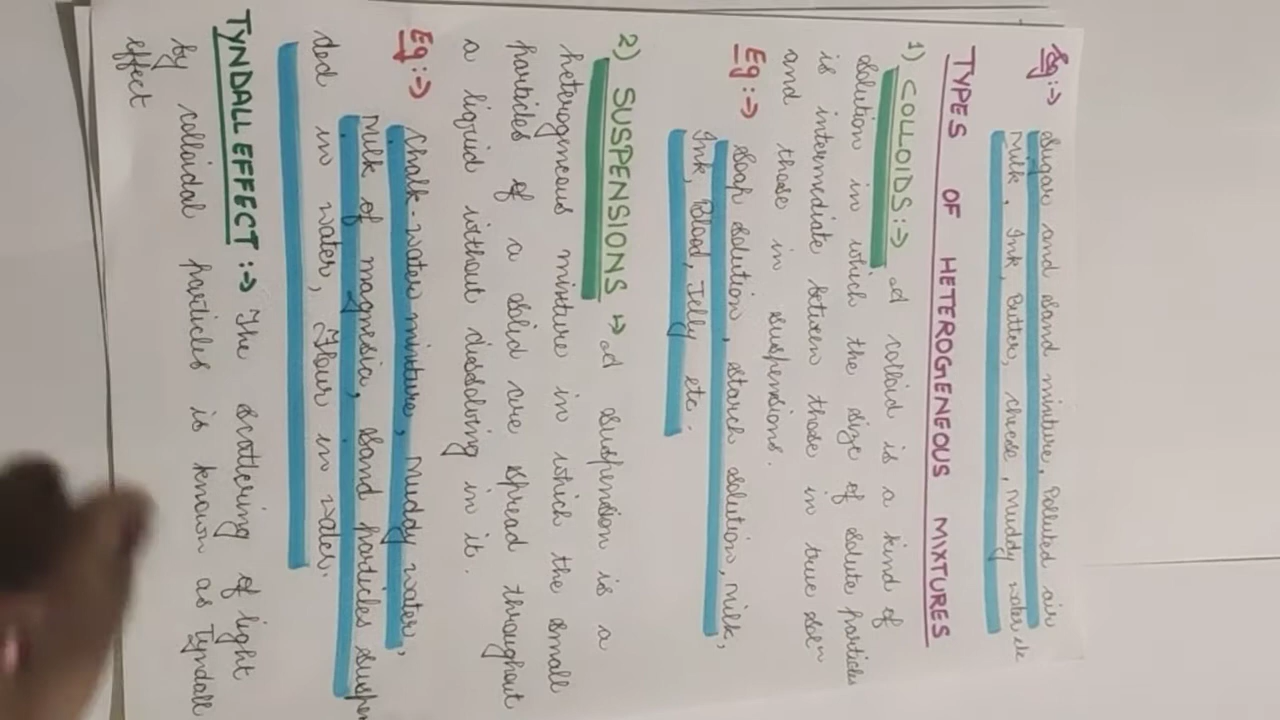 Eg:→ Sugar and sand mixture, Polluted air
Milk, Ink, Butter, cheese, Muddy water etc
TYPES OF HETEROGENEOUS MIXTURES
1) COLLOIDS:→ A colloid is a kind of
solution in which the size of solute particles
is intermediate between those in true solⁿ
and those in suspensions.
Eg:→ Soap solution, starch solution, milk,
Ink, Blood, Jelly etc.
2) SUSPENSIONS ↦ A suspension is a
heterogeneous mixture in which the small
particles of a solid are spread throughout
a liquid without dissolving in it.
Eg:→ Chalk-water mixture, Muddy water,
Milk of magnesia, Sand particles suspen
ded in water, Flour in water.
TYNDALL EFFECT:→ The scattering of light
by colloidal particles is known as Tyndall
effect